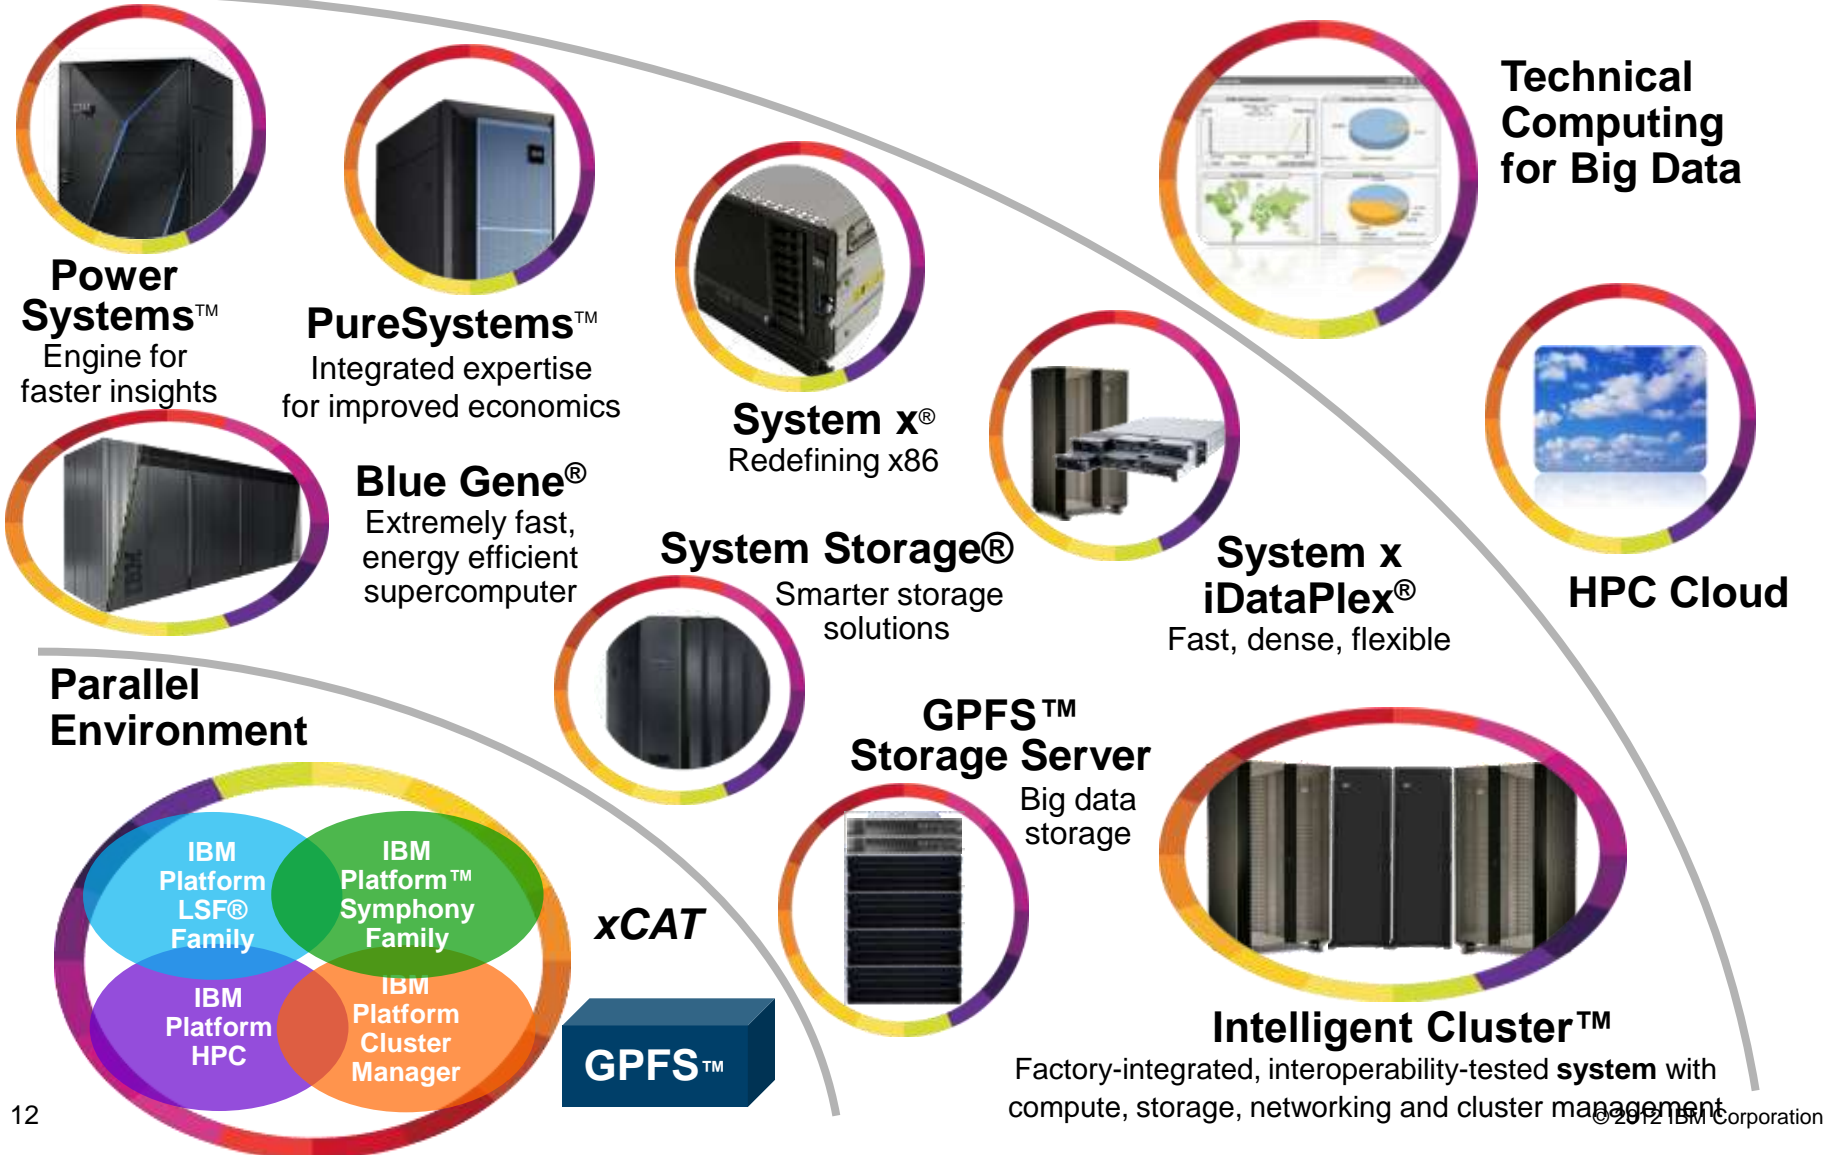 Technical
Computing
for Big Data
Power
Systems™
Engine for
faster insights
PureSystems™
Integrated expertise
for improved economics
System x®
Redefining x86
Blue Gene®
Extremely fast,
energy efficient
supercomputer
IBM
System Storage®
Smarter storage
solutions
System x
iDataPlex®
Fast, dense, flexible
HPC Cloud
Parallel
Environment
GPFS™
Storage Server
Big data
storage
IBM
Platform
LSF®
Family
IBM
Platform™
Symphony
Family
IBM
Platform
HPC
IBM
Platform
Cluster
Manager
xCAT
GPFS™
Intelligent Cluster™
Factory-integrated, interoperability-tested system with
compute, storage, networking and cluster management
12
© 2012 IBM Corporation